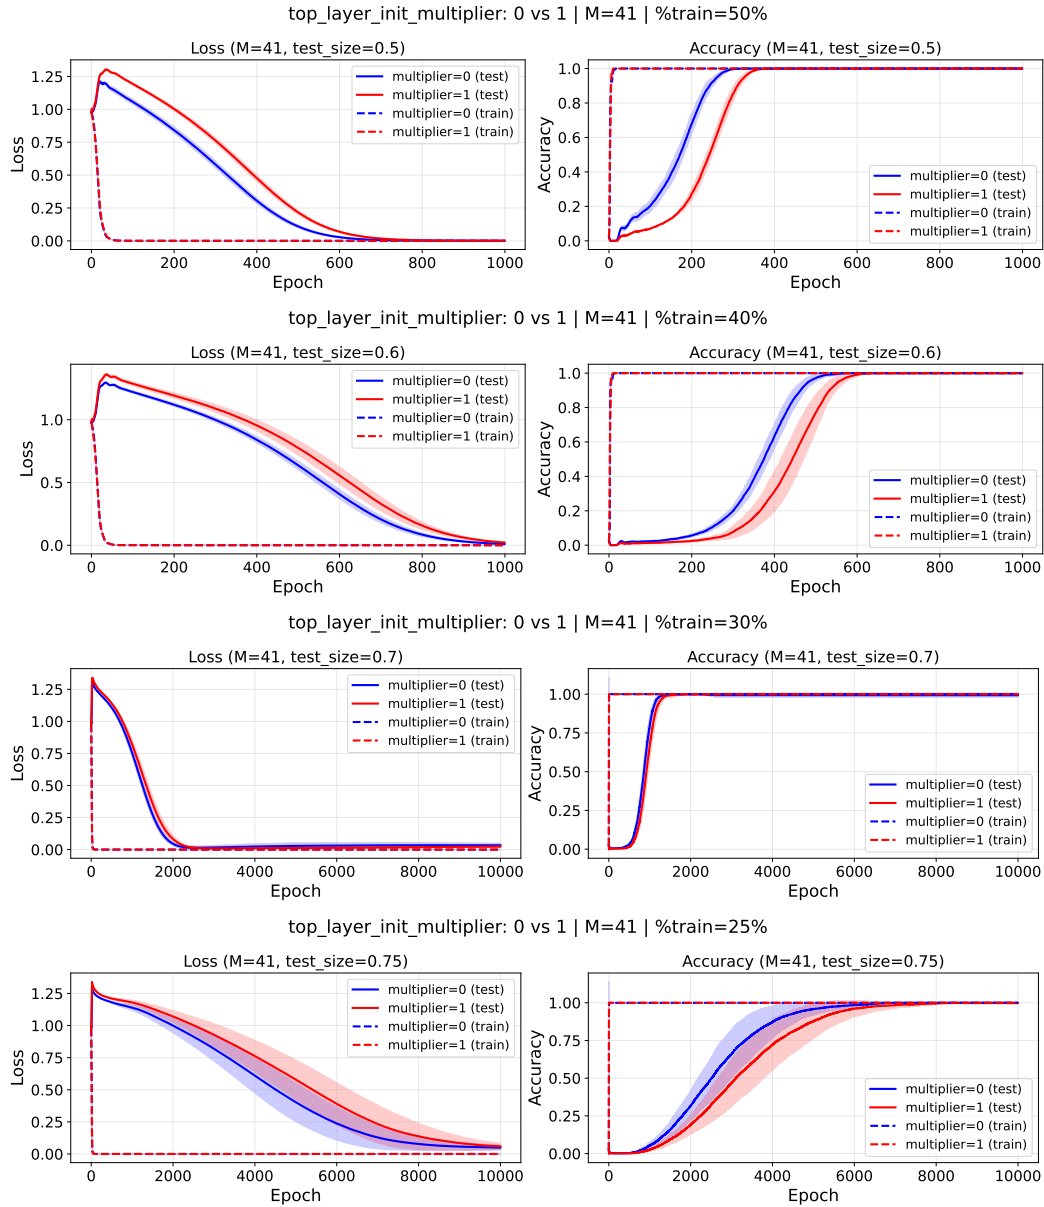 top_layer_init_multiplier: 0 vs 1 | M=41 | %train=50%
Loss (M=41, test_size=0.5)
1.25
1.00
0.75
0.50
0.25
0.00
Loss
multiplier=0 (test)
multiplier=1 (test)
multiplier=0 (train)
multiplier=1 (train)
0 200 400 600 800 1000
Epoch
Accuracy (M=41, test_size=0.5)
1.0
0.8
0.6
0.4
0.2
0.0
Accuracy
multiplier=0 (test)
multiplier=1 (test)
multiplier=0 (train)
multiplier=1 (train)
0 200 400 600 800 1000
Epoch
top_layer_init_multiplier: 0 vs 1 | M=41 | %train=40%
Loss (M=41, test_size=0.6)
1.0
0.5
0.0
Loss
multiplier=0 (test)
multiplier=1 (test)
multiplier=0 (train)
multiplier=1 (train)
0 200 400 600 800 1000
Epoch
Accuracy (M=41, test_size=0.6)
1.0
0.8
0.6
0.4
0.2
0.0
Accuracy
multiplier=0 (test)
multiplier=1 (test)
multiplier=0 (train)
multiplier=1 (train)
0 200 400 600 800 1000
Epoch
top_layer_init_multiplier: 0 vs 1 | M=41 | %train=30%
Loss (M=41, test_size=0.7)
1.25
1.00
0.75
0.50
0.25
0.00
Loss
multiplier=0 (test)
multiplier=1 (test)
multiplier=0 (train)
multiplier=1 (train)
0 2000 4000 6000 8000 10000
Epoch
Accuracy (M=41, test_size=0.7)
1.00
0.75
0.50
0.25
0.00
Accuracy
multiplier=0 (test)
multiplier=1 (test)
multiplier=0 (train)
multiplier=1 (train)
0 2000 4000 6000 8000 10000
Epoch
top_layer_init_multiplier: 0 vs 1 | M=41 | %train=25%
Loss (M=41, test_size=0.75)
1.25
1.00
0.75
0.50
0.25
0.00
Loss
multiplier=0 (test)
multiplier=1 (test)
multiplier=0 (train)
multiplier=1 (train)
0 2000 4000 6000 8000 10000
Epoch
Accuracy (M=41, test_size=0.75)
1.00
0.75
0.50
0.25
0.00
Accuracy
multiplier=0 (test)
multiplier=1 (test)
multiplier=0 (train)
multiplier=1 (train)
0 2000 4000 6000 8000 10000
Epoch